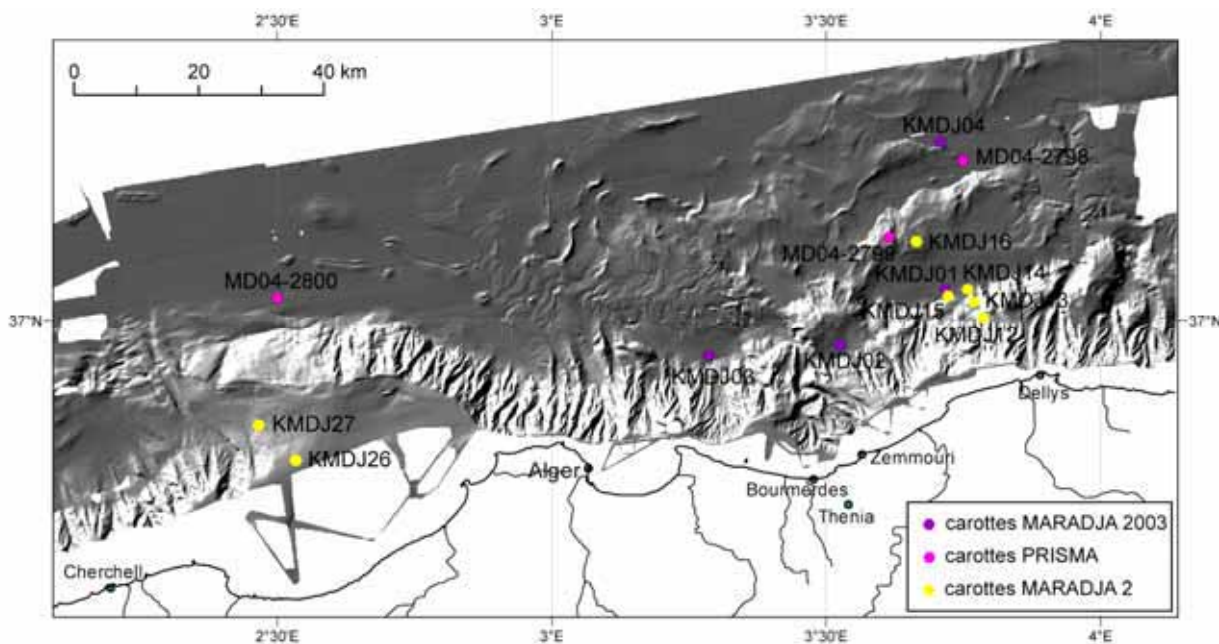 2°30'E 3°E 3°30'E 4°E
0 20 40 km
KMDJ04
MD04-2798
MD04-2799
KMDJ16
KMDJ01
KMDJ14
MD04-2800
KMDJ15
KMDJ13
37°N
37°N
KMDJ12
KMDJ02
KMDJ03
Dellys
KMDJ27
KMDJ26
Alger
Zemmouri
Bourmerdes
Thenia
Cherchell
carottes MARADJA 2003
carottes PRISMA
carottes MARADJA 2
2°30'E 3°E 3°30'E 4°E